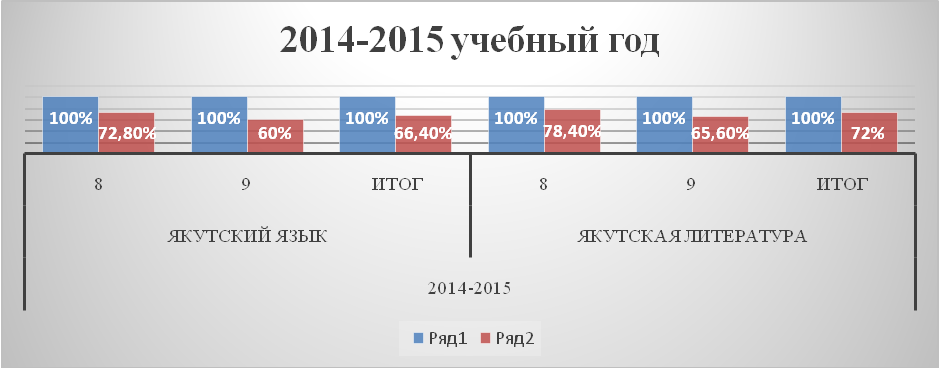 2014-2015 учебный год
100% 72,80% 100% 60% 100% 66,40% 100% 78,40% 100% 65,60% 100% 72%
8 9 ИТОГ 8 9 ИТОГ
ЯКУТСКИЙ ЯЗЫК ЯКУТСКАЯ ЛИТЕРАТУРА
2014-2015
Ряд1 Ряд2